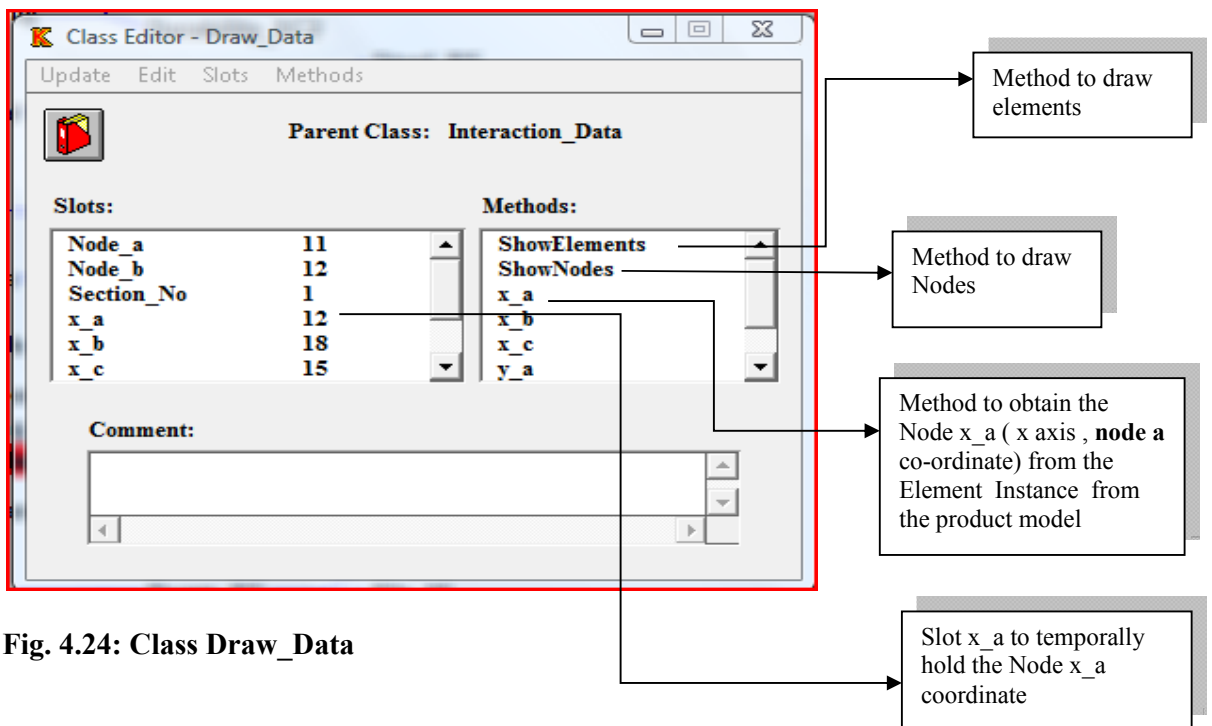 Class Editor - Draw_Data
Update Edit Slots Methods
Parent Class: Interaction_Data
Slots:
Node_a 11
Node_b 12
Section_No 1
x_a 12
x_b 18
x_c 15
Methods:
ShowElements
ShowNodes
x_a
x_b
x_c
y_a
Comment:
Method to draw
elements
Method to draw
Nodes
Method to obtain the
Node x_a ( x axis , node a
co-ordinate) from the
Element Instance from
the product model
Slot x_a to temporally
hold the Node x_a
coordinate
Fig. 4.24: Class Draw_Data